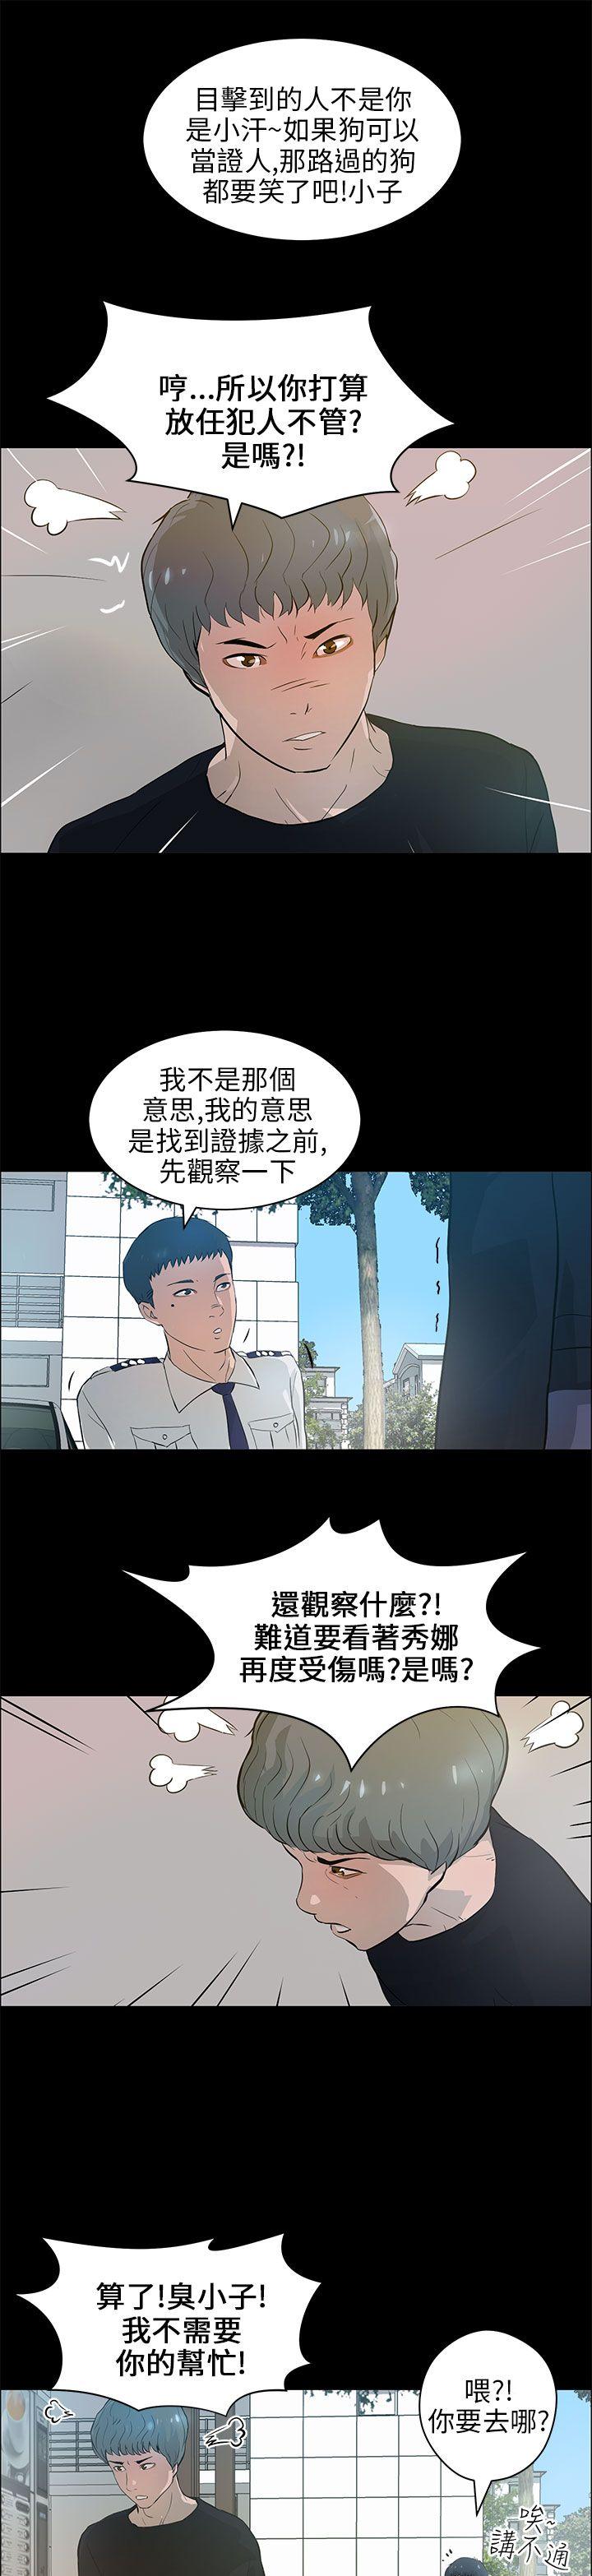 目擊到的人不是你
是小汗~如果狗可以
當證人,那路過的狗
都要笑了吧!小子
哼...所以你打算
放任犯人不管?
是嗎?!
我不是那個
意思,我的意思
是找到證據之前,
先觀察一下
還觀察什麼?!
難道要看著秀娜
再度受傷嗎?是嗎?
算了!臭小子!
我不需要
你的幫忙!
喂?!
你要去哪?
唉~
講不通